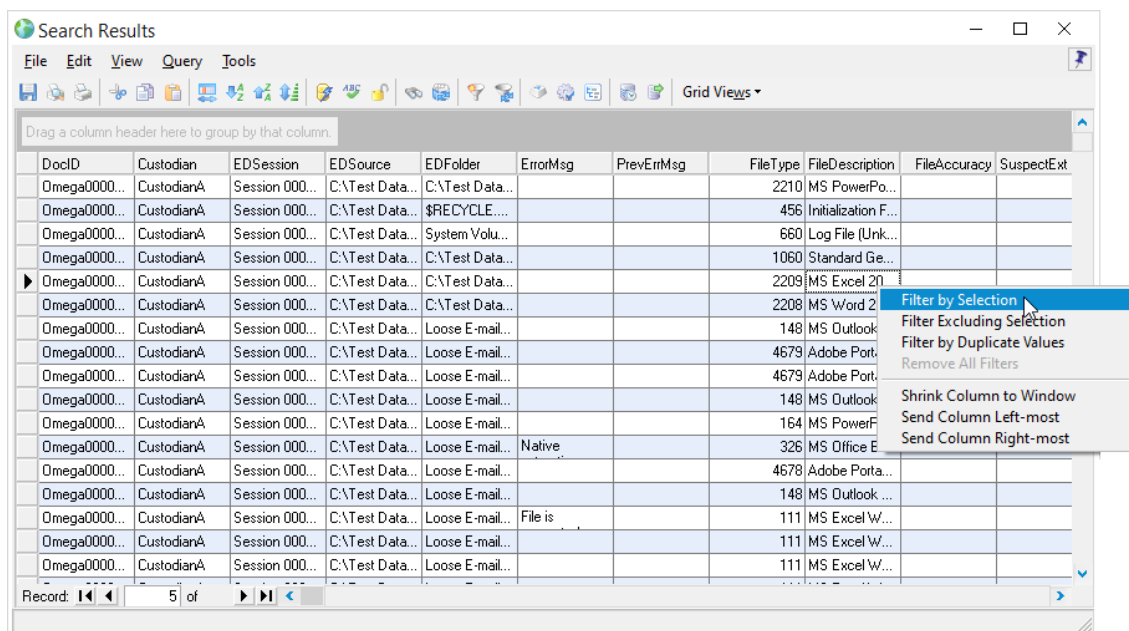 Search Results
File Edit View Query Tools
Grid Views
Drag a column header here to group by that column.
DocID Custodian EDSession EDSource EDFolder ErrorMsg PrevErrMsg FileType FileDescription FileAccuracy SuspectExt
Omega0000... CustodianA Session 000... C:\Test Data... C:\Test Data... 2210 MS PowerPo...
Omega0000... CustodianA Session 000... C:\Test Data... $RECYCLE.... 456 Initialization F...
Omega0000... CustodianA Session 000... C:\Test Data... System Volu... 660 Log File (Unk...
Omega0000... CustodianA Session 000... C:\Test Data... C:\Test Data... 1060 Standard Ge...
Omega0000... CustodianA Session 000... C:\Test Data... C:\Test Data... 2209 MS Excel 20
Omega0000... CustodianA Session 000... C:\Test Data... C:\Test Data... 2208 MS Word 2
Omega0000... CustodianA Session 000... C:\Test Data... Loose E-mail... 148 MS Outlook
Omega0000... CustodianA Session 000... C:\Test Data... Loose E-mail... 4679 Adobe Port
Omega0000... CustodianA Session 000... C:\Test Data... Loose E-mail... 4679 Adobe Port
Omega0000... CustodianA Session 000... C:\Test Data... Loose E-mail... 148 MS Outlook
Omega0000... CustodianA Session 000... C:\Test Data... Loose E-mail... 164 MS PowerP
Omega0000... CustodianA Session 000... C:\Test Data... Loose E-mail... Native 326 MS Office E
Omega0000... CustodianA Session 000... C:\Test Data... Loose E-mail... 4678 Adobe Porta...
Omega0000... CustodianA Session 000... C:\Test Data... Loose E-mail... 148 MS Outlook ...
Omega0000... CustodianA Session 000... C:\Test Data... Loose E-mail... File is 111 MS Excel W...
Omega0000... CustodianA Session 000... C:\Test Data... Loose E-mail... 111 MS Excel W...
Omega0000... CustodianA Session 000... C:\Test Data... Loose E-mail... 111 MS Excel W...
Filter by Selection
Filter Excluding Selection
Filter by Duplicate Values
Remove All Filters
Shrink Column to Window
Send Column Left-most
Send Column Right-most
Record: 5 of